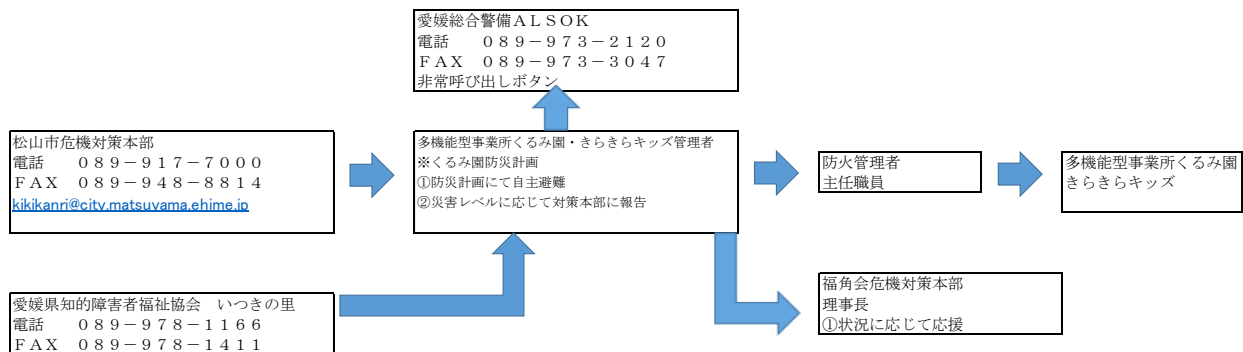 愛媛総合警備ＡＬＳＯＫ
電話　　０８９－９７３－２１２０
ＦＡＸ　０８９－９７３－３０４７
非常呼び出しボタン
松山市危機対策本部
電話　　０８９－９１７－７０００
ＦＡＸ　０８９－９４８－８８１４
kikikanri@city.matsuyama.ehime.jp
多機能型事業所くるみ園・きらきらキッズ管理者
※くるみ園防災計画
①防災計画にて自主避難
②災害レベルに応じて対策本部に報告
防火管理者
主任職員
多機能型事業所くるみ園
きらきらキッズ
愛媛県知的障害者福祉協会　いつきの里
電話　　０８９－９７８－１１６６
ＦＡＸ　０８９－９７８－１４１１
福角会危機対策本部
理事長
①状況に応じて応援